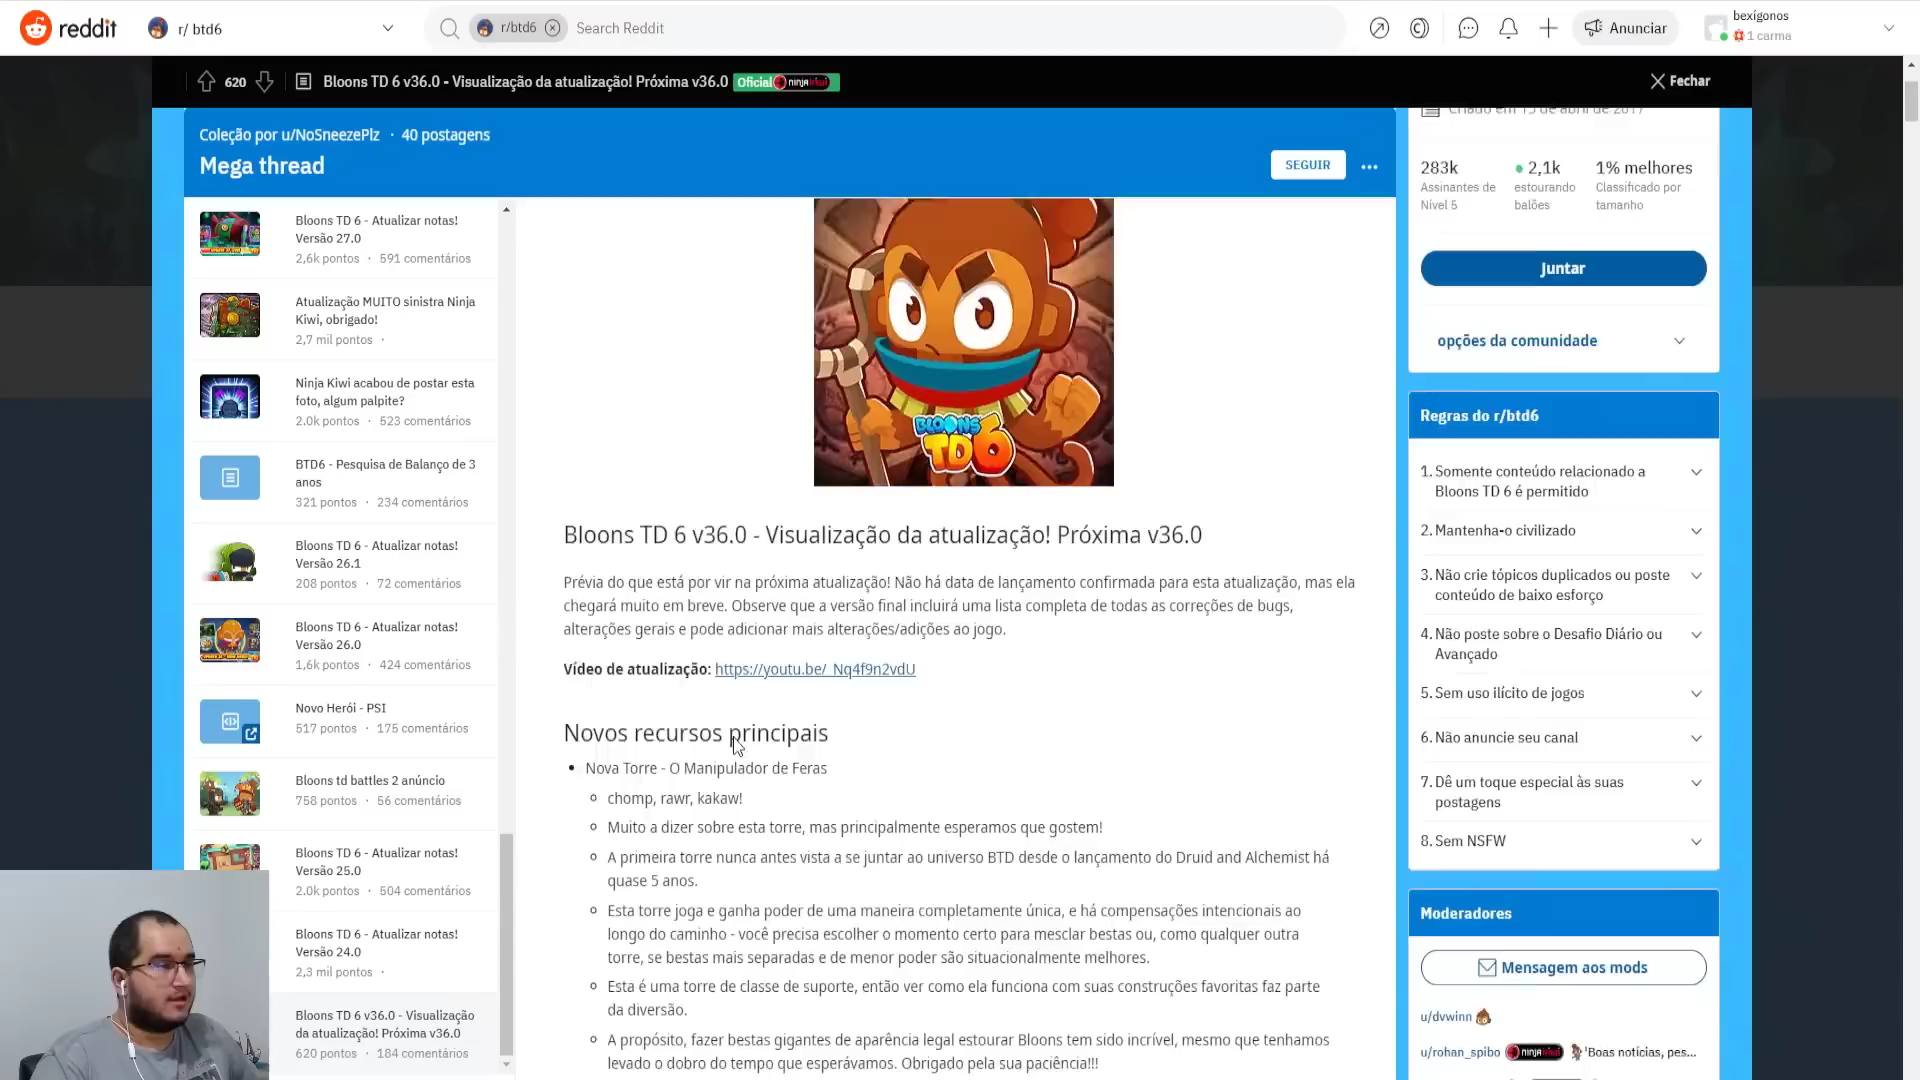 reddit
r/ btd6
r/btd6
Search Reddit
Anunciar
bexígonos
1 carma
620
Bloons TD 6 v36.0 - Visualização da atualização! Próxima v36.0
Oficial
Fechar
Coleção por u/NoSneezePlz · 40 postagens
Mega thread
SEGUIR
Bloons TD 6 - Atualizar notas!
Versão 27.0
2,6k pontos · 591 comentários
Atualização MUITO sinistra Ninja
Kiwi, obrigado!
2,7 mil pontos ·
Ninja Kiwi acabou de postar esta
foto, algum palpite?
2.0k pontos · 523 comentários
BTD6 - Pesquisa de Balanço de 3
anos
321 pontos · 234 comentários
Bloons TD 6 - Atualizar notas!
Versão 26.1
208 pontos · 72 comentários
Bloons TD 6 - Atualizar notas!
Versão 26.0
1,6k pontos · 424 comentários
Novo Herói - PSI
517 pontos · 175 comentários
Bloons td battles 2 anúncio
758 pontos · 56 comentários
Bloons TD 6 - Atualizar notas!
Versão 25.0
2.0k pontos · 504 comentários
Bloons TD 6 - Atualizar notas!
Versão 24.0
2,3 mil pontos ·
Bloons TD 6 v36.0 - Visualização
da atualização! Próxima v36.0
620 pontos · 184 comentários
BLOONS
TD 6
Bloons TD 6 v36.0 - Visualização da atualização! Próxima v36.0
Prévia do que está por vir na próxima atualização! Não há data de lançamento confirmada para esta atualização, mas ela
chegará muito em breve. Observe que a versão final incluirá uma lista completa de todas as correções de bugs,
alterações gerais e pode adicionar mais alterações/adições ao jogo.
Vídeo de atualização: https://youtu.be/_Nq4f9n2vdU
Novos recursos principais
Nova Torre - O Manipulador de Feras
chomp, rawr, kakaw!
Muito a dizer sobre esta torre, mas principalmente esperamos que gostem!
A primeira torre nunca antes vista a se juntar ao universo BTD desde o lançamento do Druid and Alchemist há
quase 5 anos.
Esta torre joga e ganha poder de uma maneira completamente única, e há compensações intencionais ao
longo do caminho - você precisa escolher o momento certo para mesclar bestas ou, como qualquer outra
torre, se bestas mais separadas e de menor poder são situacionalmente melhores.
Esta é uma torre de classe de suporte, então ver como ela funciona com suas construções favoritas faz parte
da diversão.
A propósito, fazer bestas gigantes de aparência legal estourar Bloons tem sido incrível, mesmo que tenhamos
levado o dobro do tempo que esperávamos. Obrigado pela sua paciência!!!
Criado em 15 de abril de 2017
283k
Assinantes de
Nível 5
2,1k
estourando
balões
1% melhores
Classificado por
tamanho
Juntar
opções da comunidade
Regras do r/btd6
1. Somente conteúdo relacionado a
Bloons TD 6 é permitido
2. Mantenha-o civilizado
3. Não crie tópicos duplicados ou poste
conteúdo de baixo esforço
4. Não poste sobre o Desafio Diário ou
Avançado
5. Sem uso ilícito de jogos
6. Não anuncie seu canal
7. Dê um toque especial às suas
postagens
8. Sem NSFW
Moderadores
Mensagem aos mods
u/dvwinn
u/rohan_spibo
'Boas notícias, pes...